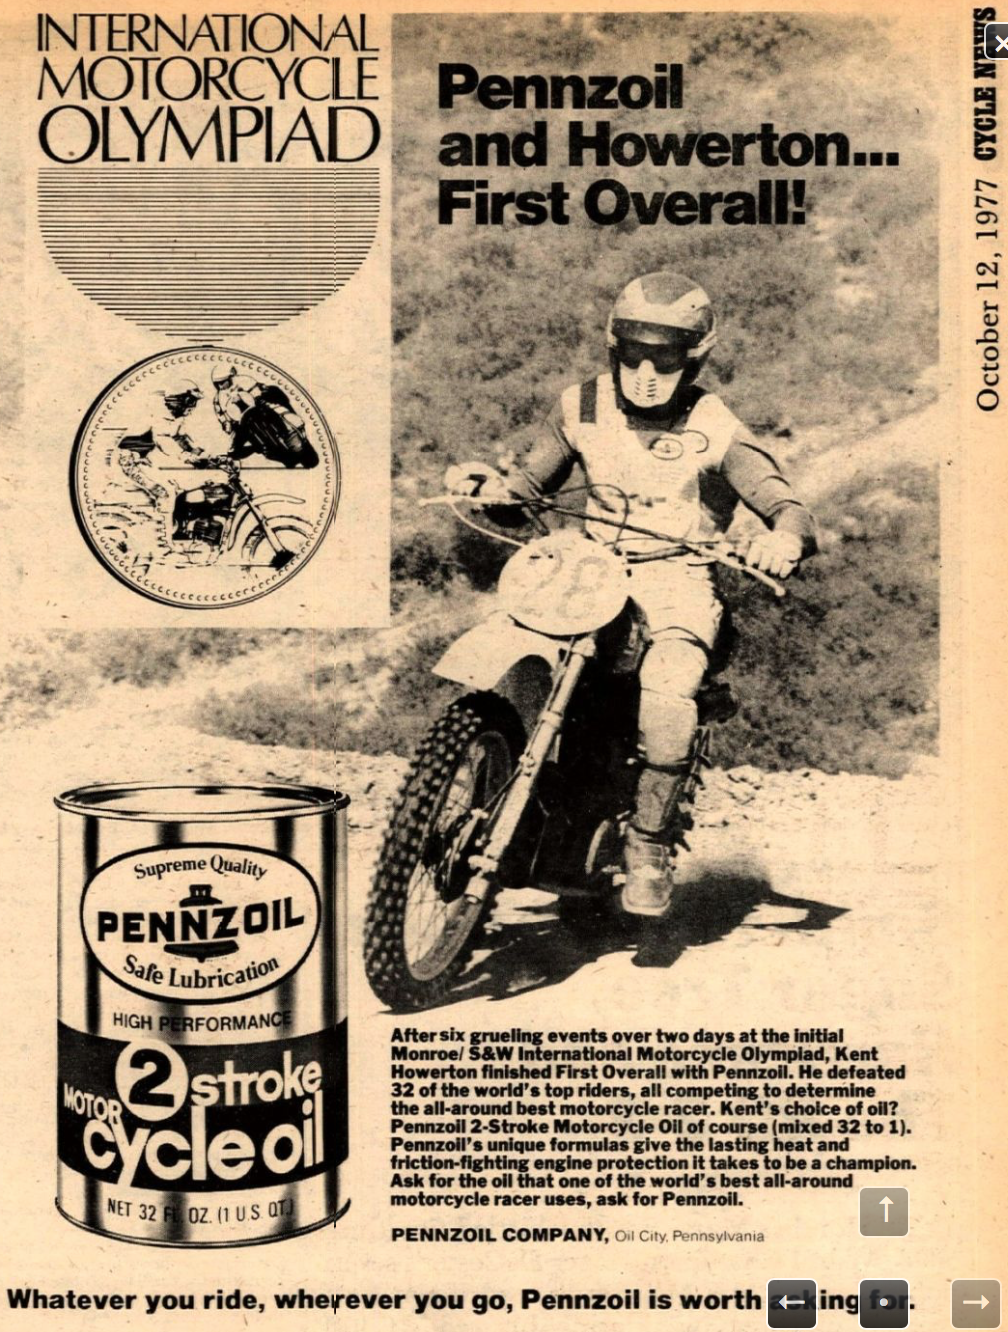 INTERNATIONAL
MOTORCYCLE
OLYMPIAD
Pennzoil
and Howerton...
First Overall!
October 12, 1977 CYCLE NEWS
28
Supreme Quality
PENNZOIL
Safe Lubrication
HIGH PERFORMANCE
2 stroke
MOTOR
cycle oil
NET 32 FL. OZ. (1 U.S. QT.)
After six grueling events over two days at the initial
Monroe/ S&W International Motorcycle Olympiad, Kent
Howerton finished First Overall with Pennzoil. He defeated
32 of the world's top riders, all competing to determine
the all-around best motorcycle racer. Kent's choice of oil?
Pennzoil 2-Stroke Motorcycle Oil of course (mixed 32 to 1).
Pennzoil's unique formulas give the lasting heat and
friction-fighting engine protection it takes to be a champion.
Ask for the oil that one of the world's best all-around
motorcycle racer uses, ask for Pennzoil.
PENNZOIL COMPANY, Oil City, Pennsylvania
Whatever you ride, wherever you go, Pennzoil is worth asking for.